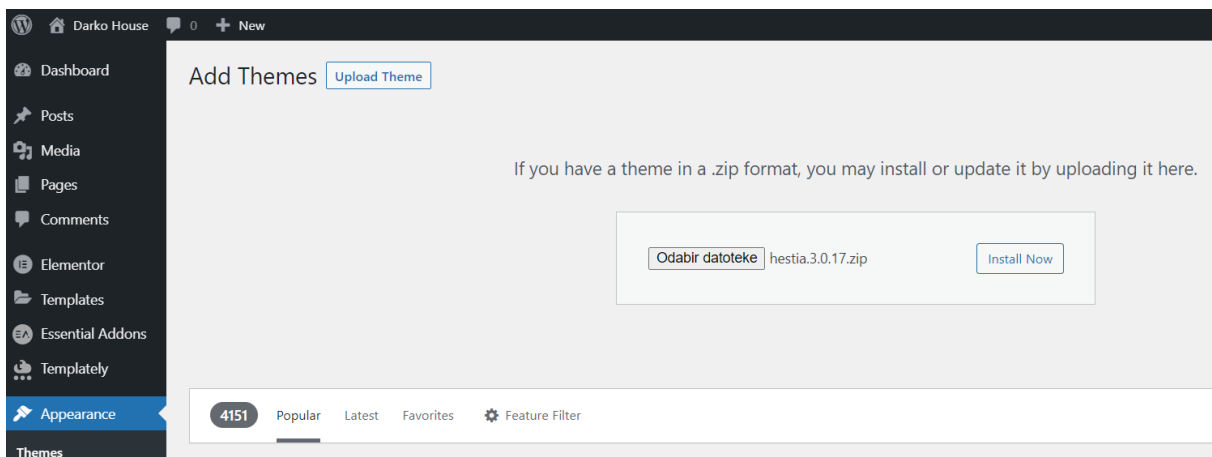 Darko House 0 New
Dashboard
Add Themes Upload Theme
Posts
Media
Pages
Comments
Elementor
Templates
Essential Addons
Templately
Appearance
Themes
If you have a theme in a .zip format, you may install or update it by uploading it here.
Odabir datoteke hestia.3.0.17.zip Install Now
4151 Popular Latest Favorites Feature Filter